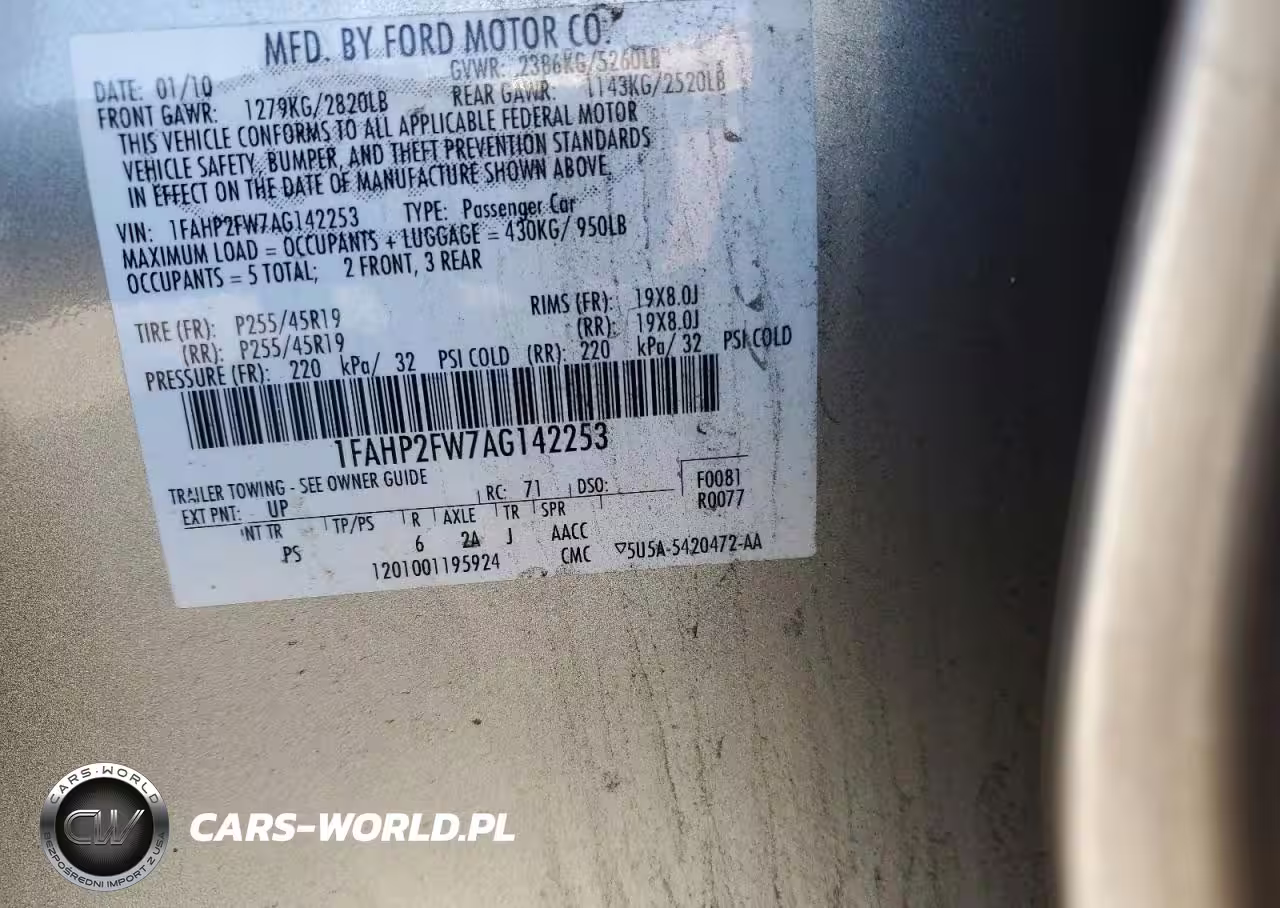 MFD. BY FORD MOTOR CO.
DATE: 01/10 GVWR: 2386KG/5260LB
FRONT GAWR: 1279KG/2820LB REAR GAWR: 1143KG/2520LB
THIS VEHICLE CONFORMS TO ALL APPLICABLE FEDERAL MOTOR
VEHICLE SAFETY, BUMPER, AND THEFT PREVENTION STANDARDS
IN EFFECT ON THE DATE OF MANUFACTURE SHOWN ABOVE.
VIN: 1FAHP2FW7AG142253 TYPE: Passenger Car
MAXIMUM LOAD = OCCUPANTS + LUGGAGE = 430KG/ 950LB
OCCUPANTS = 5 TOTAL; 2 FRONT, 3 REAR
TIRE (FR): P255/45R19 RIMS (FR): 19X8.0J
(RR): P255/45R19 (RR): 19X8.0J
PRESSURE (FR): 220 kPa/ 32 PSI COLD (RR): 220 kPa/ 32 PSI COLD
1FAHP2FW7AG142253
TRAILER TOWING - SEE OWNER GUIDE
EXT PNT: UP RC: 71 DSO: F0081
R0077
INT TR TP/PS R AXLE TR SPR
PS 6 2A J AACC
1201001195924 CMC ▽5U5A-5420472-AA
CARS-WORLD
CW
BEZPOŚREDNI IMPORT Z USA
CARS-WORLD.PL